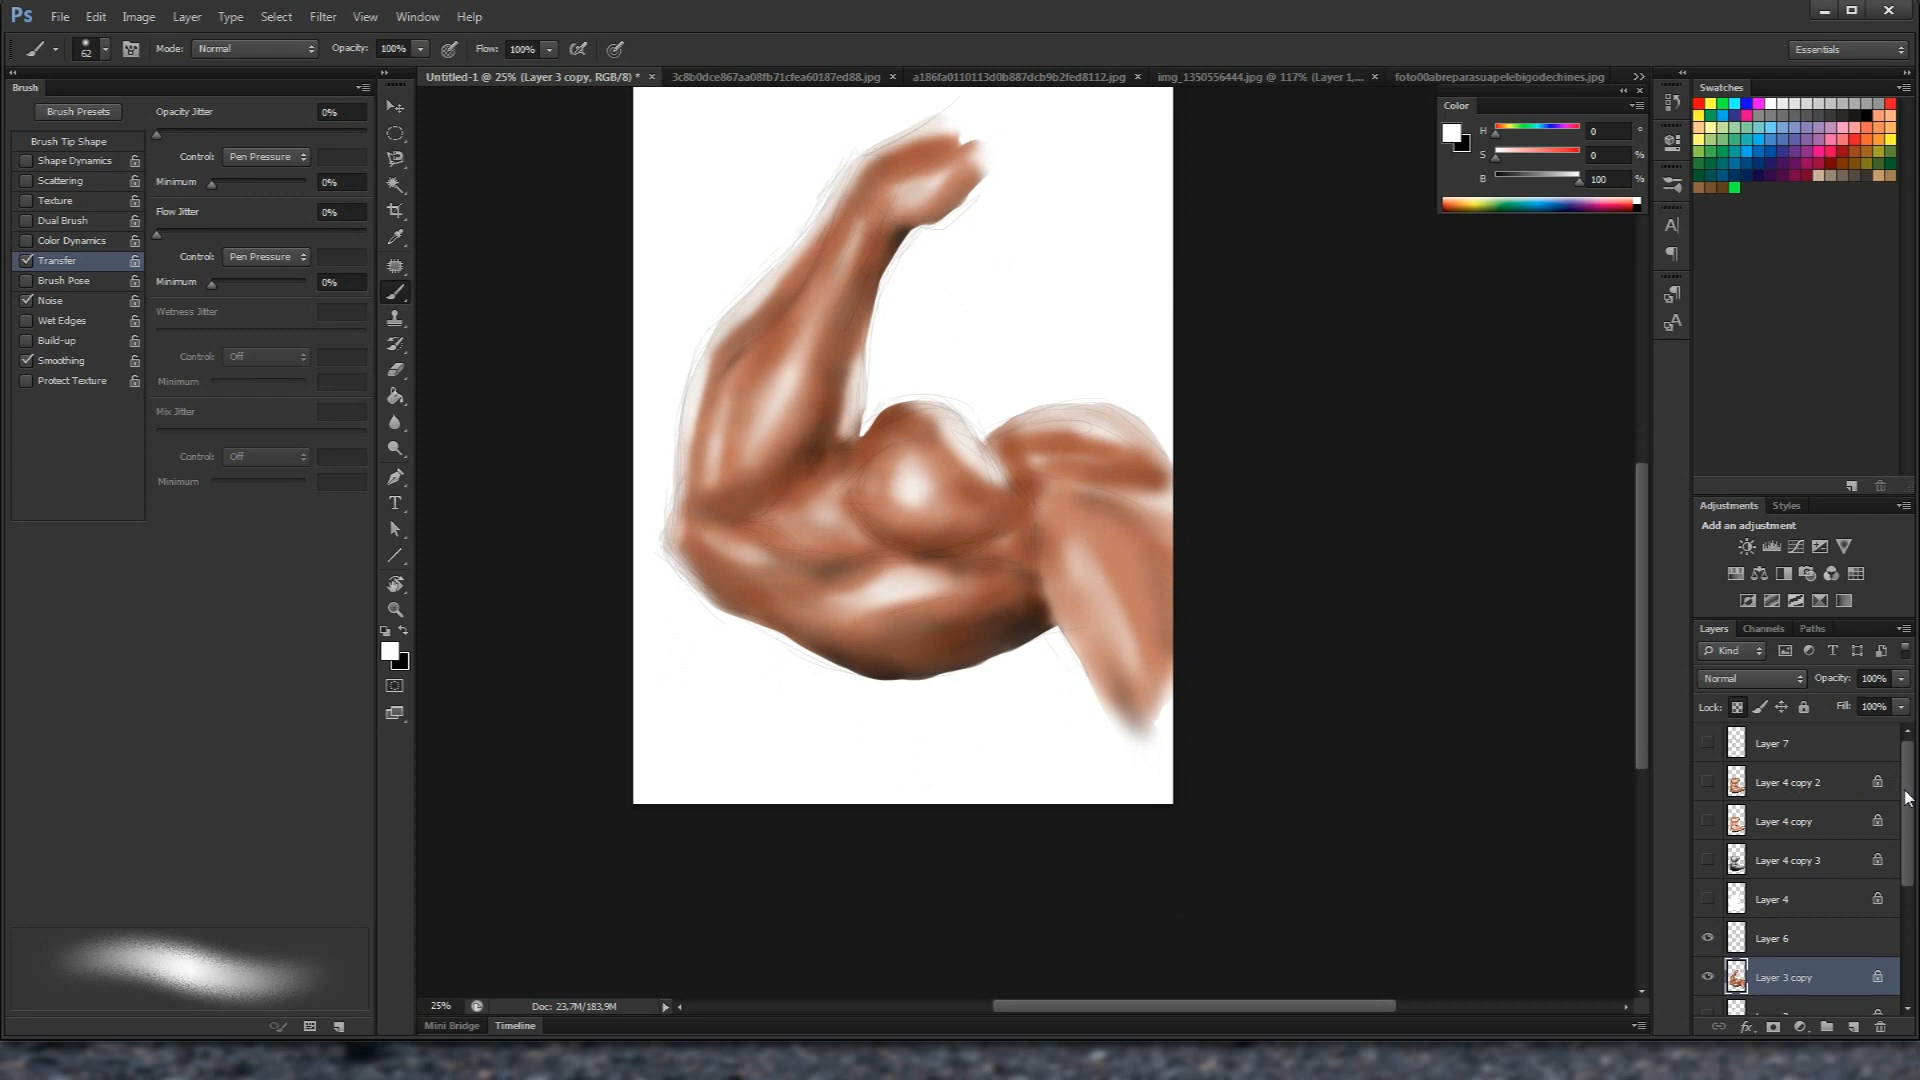 Ps File Edit Image Layer Type Select Filter View Window Help
62 Mode: Normal Opacity: 100% Flow: 100% Essentials
Untitled-1 @ 25% (Layer 3 copy, RGB/8) * 3c8b0dce867aa08fb71cfea60187ed88.jpg a186fa0110113d0b887dcb9b2fed8112.jpg img_1350556444.jpg @ 117% (Layer 1,... foto00abreparasuapelebigodechines.jpg
Brush
Brush Presets
Brush Tip Shape
Shape Dynamics
Scattering
Texture
Dual Brush
Color Dynamics
Transfer
Brush Pose
Noise
Wet Edges
Build-up
Smoothing
Protect Texture
Opacity Jitter 0%
Control: Pen Pressure
Minimum 0%
Flow Jitter 0%
Control: Pen Pressure
Minimum 0%
Wetness Jitter
Control: Off
Minimum
Mix Jitter
Control: Off
Minimum
Color
H 0 °
S 0 %
B 100 %
Swatches
Adjustments Styles
Add an adjustment
Layers Channels Paths
Kind
Normal Opacity: 100%
Lock: Fill: 100%
Layer 7
Layer 4 copy 2
Layer 4 copy
Layer 4 copy 3
Layer 4
Layer 6
Layer 3 copy
25% Doc: 23,7M/183,9M
Mini Bridge Timeline